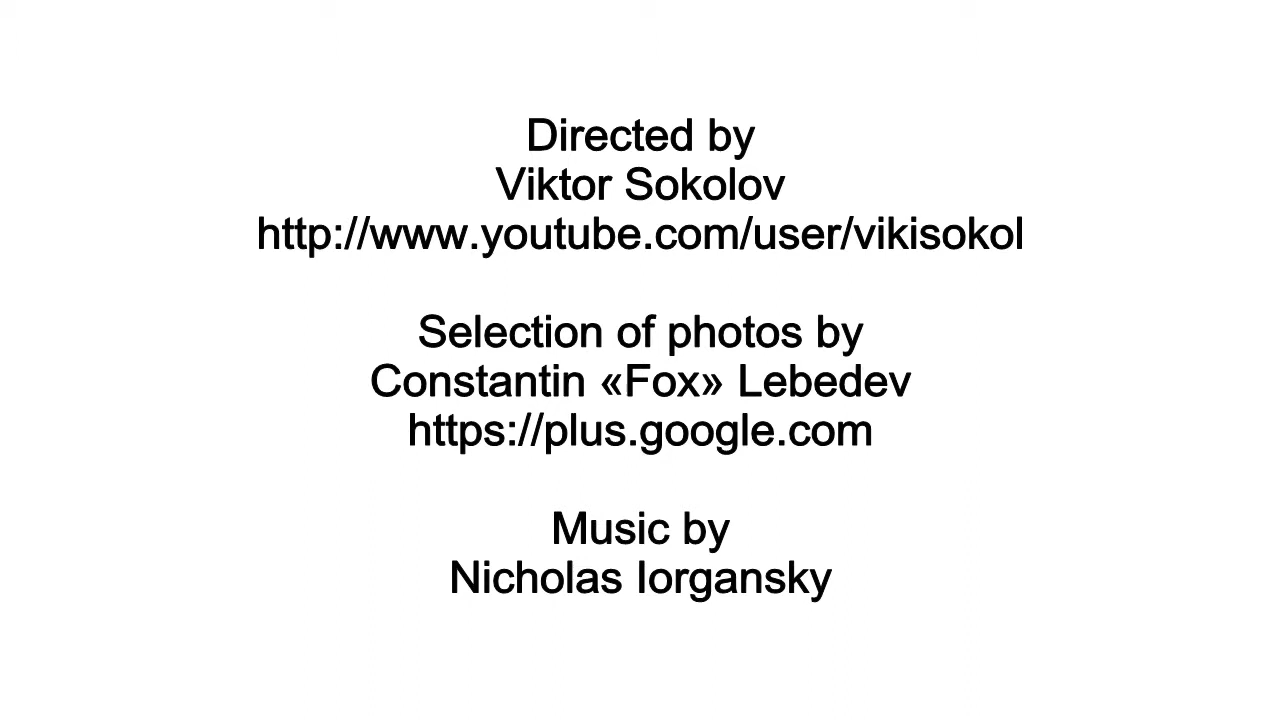 Directed by
Viktor Sokolov
http://www.youtube.com/user/vikisokol
Selection of photos by
Constantin «Fox» Lebedev
https://plus.google.com
Music by
Nicholas Iorgansky